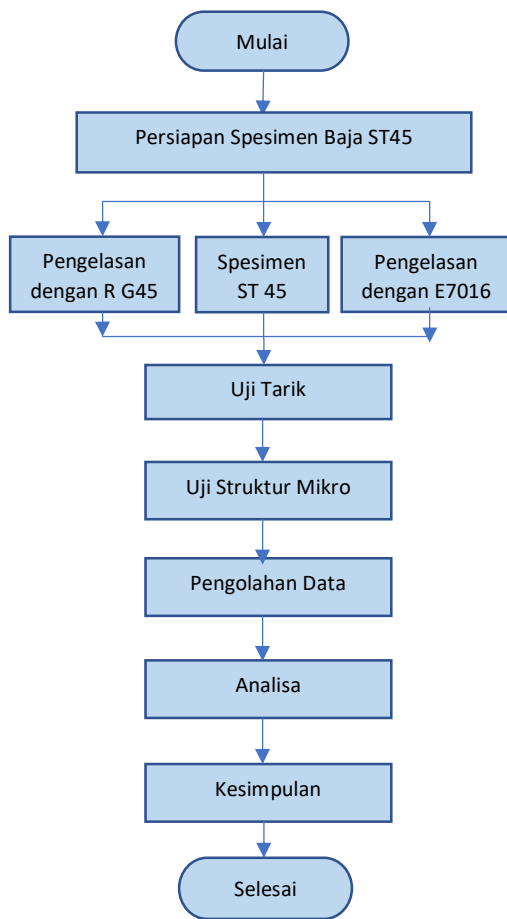 Mulai
Persiapan Spesimen Baja ST45
Pengelasan
dengan R G45
Spesimen
ST 45
Pengelasan
dengan E7016
Uji Tarik
Uji Struktur Mikro
Pengolahan Data
Analisa
Kesimpulan
Selesai